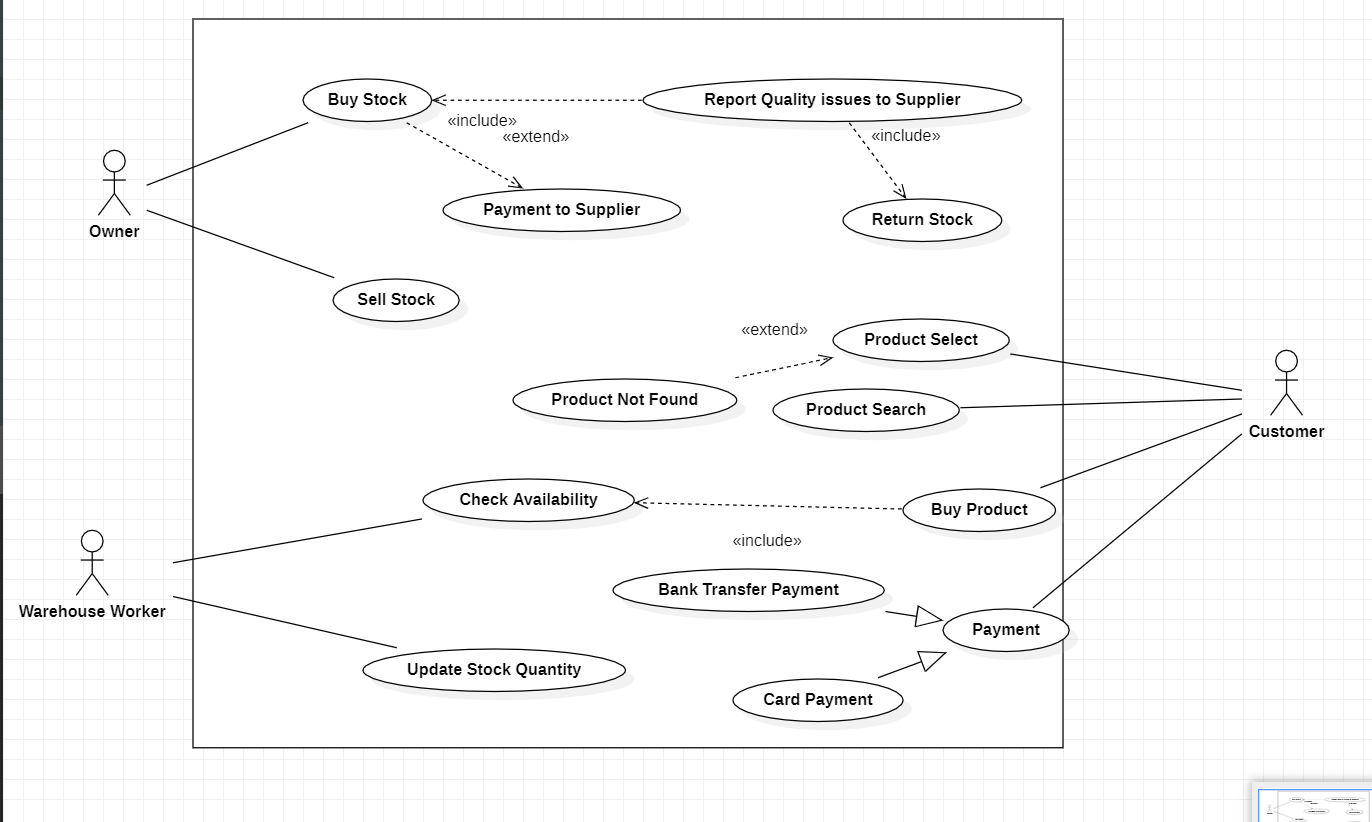 Buy Stock
Report Quality issues to Supplier
«include»
«extend»
«include»
Payment to Supplier
Return Stock
Owner
Sell Stock
«extend»
Product Select
Product Not Found
Product Search
Customer
Check Availability
Buy Product
«include»
Bank Transfer Payment
Warehouse Worker
Payment
Update Stock Quantity
Card Payment